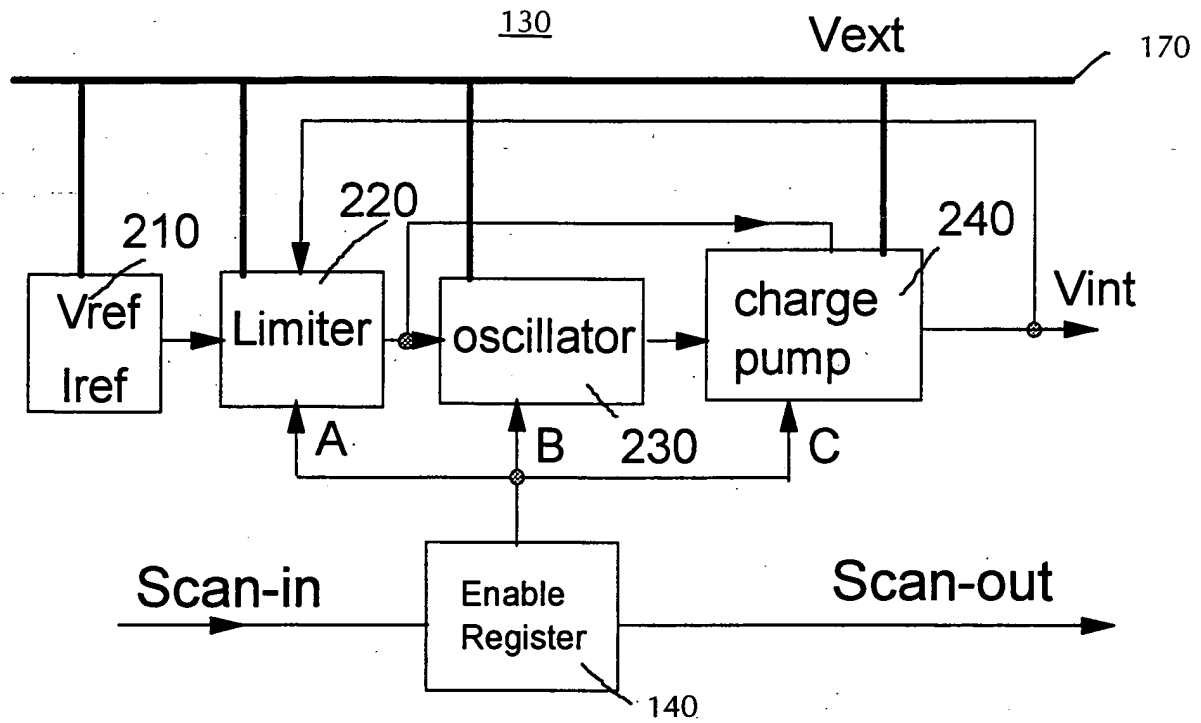 130
Vext
170
210
220
240
Vref
Iref
Limiter
oscillator
charge
pump
Vint
A
B
230
C
Scan-in
Enable
Register
Scan-out
140